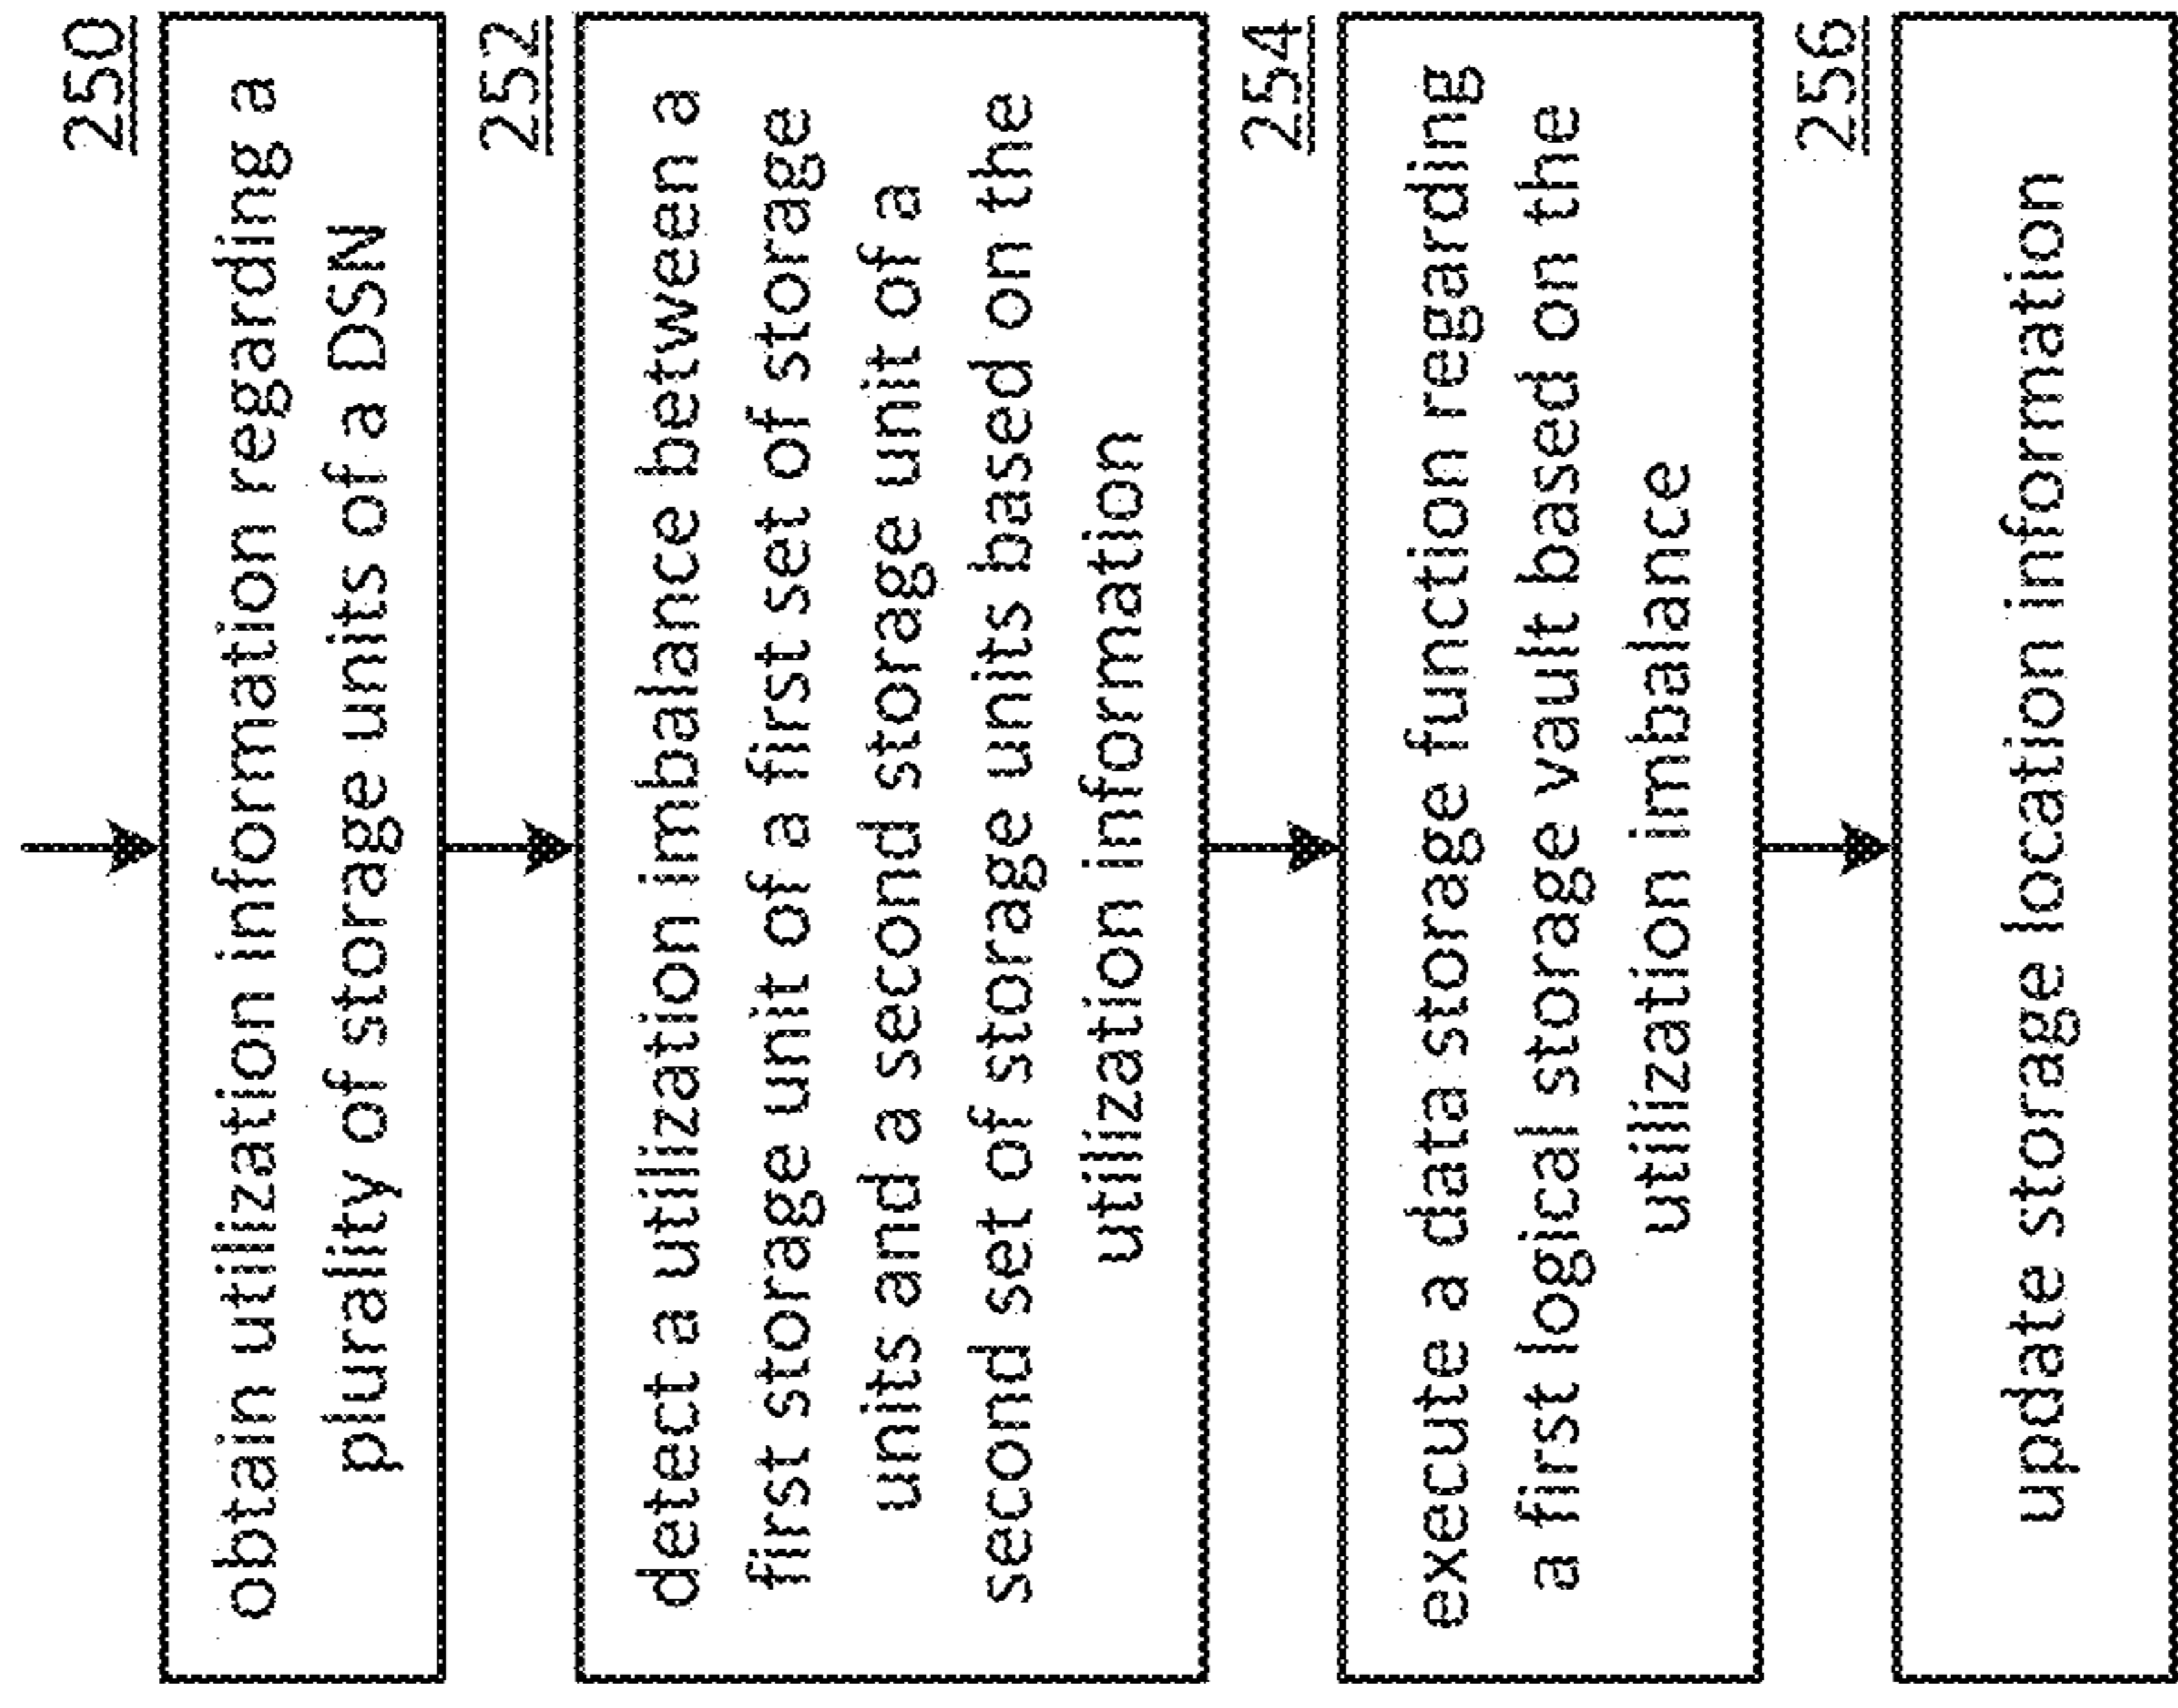 250
obtain utilization information regarding a
plurality of storage units of a DSN
252
detect a utilization imbalance between a
first storage unit of a first set of storage
units and a second storage unit of a
second set of storage units based on the
utilization information
254
execute a data storage function regarding
a first logical storage vault based on the
utilization imbalance
256
update storage location information